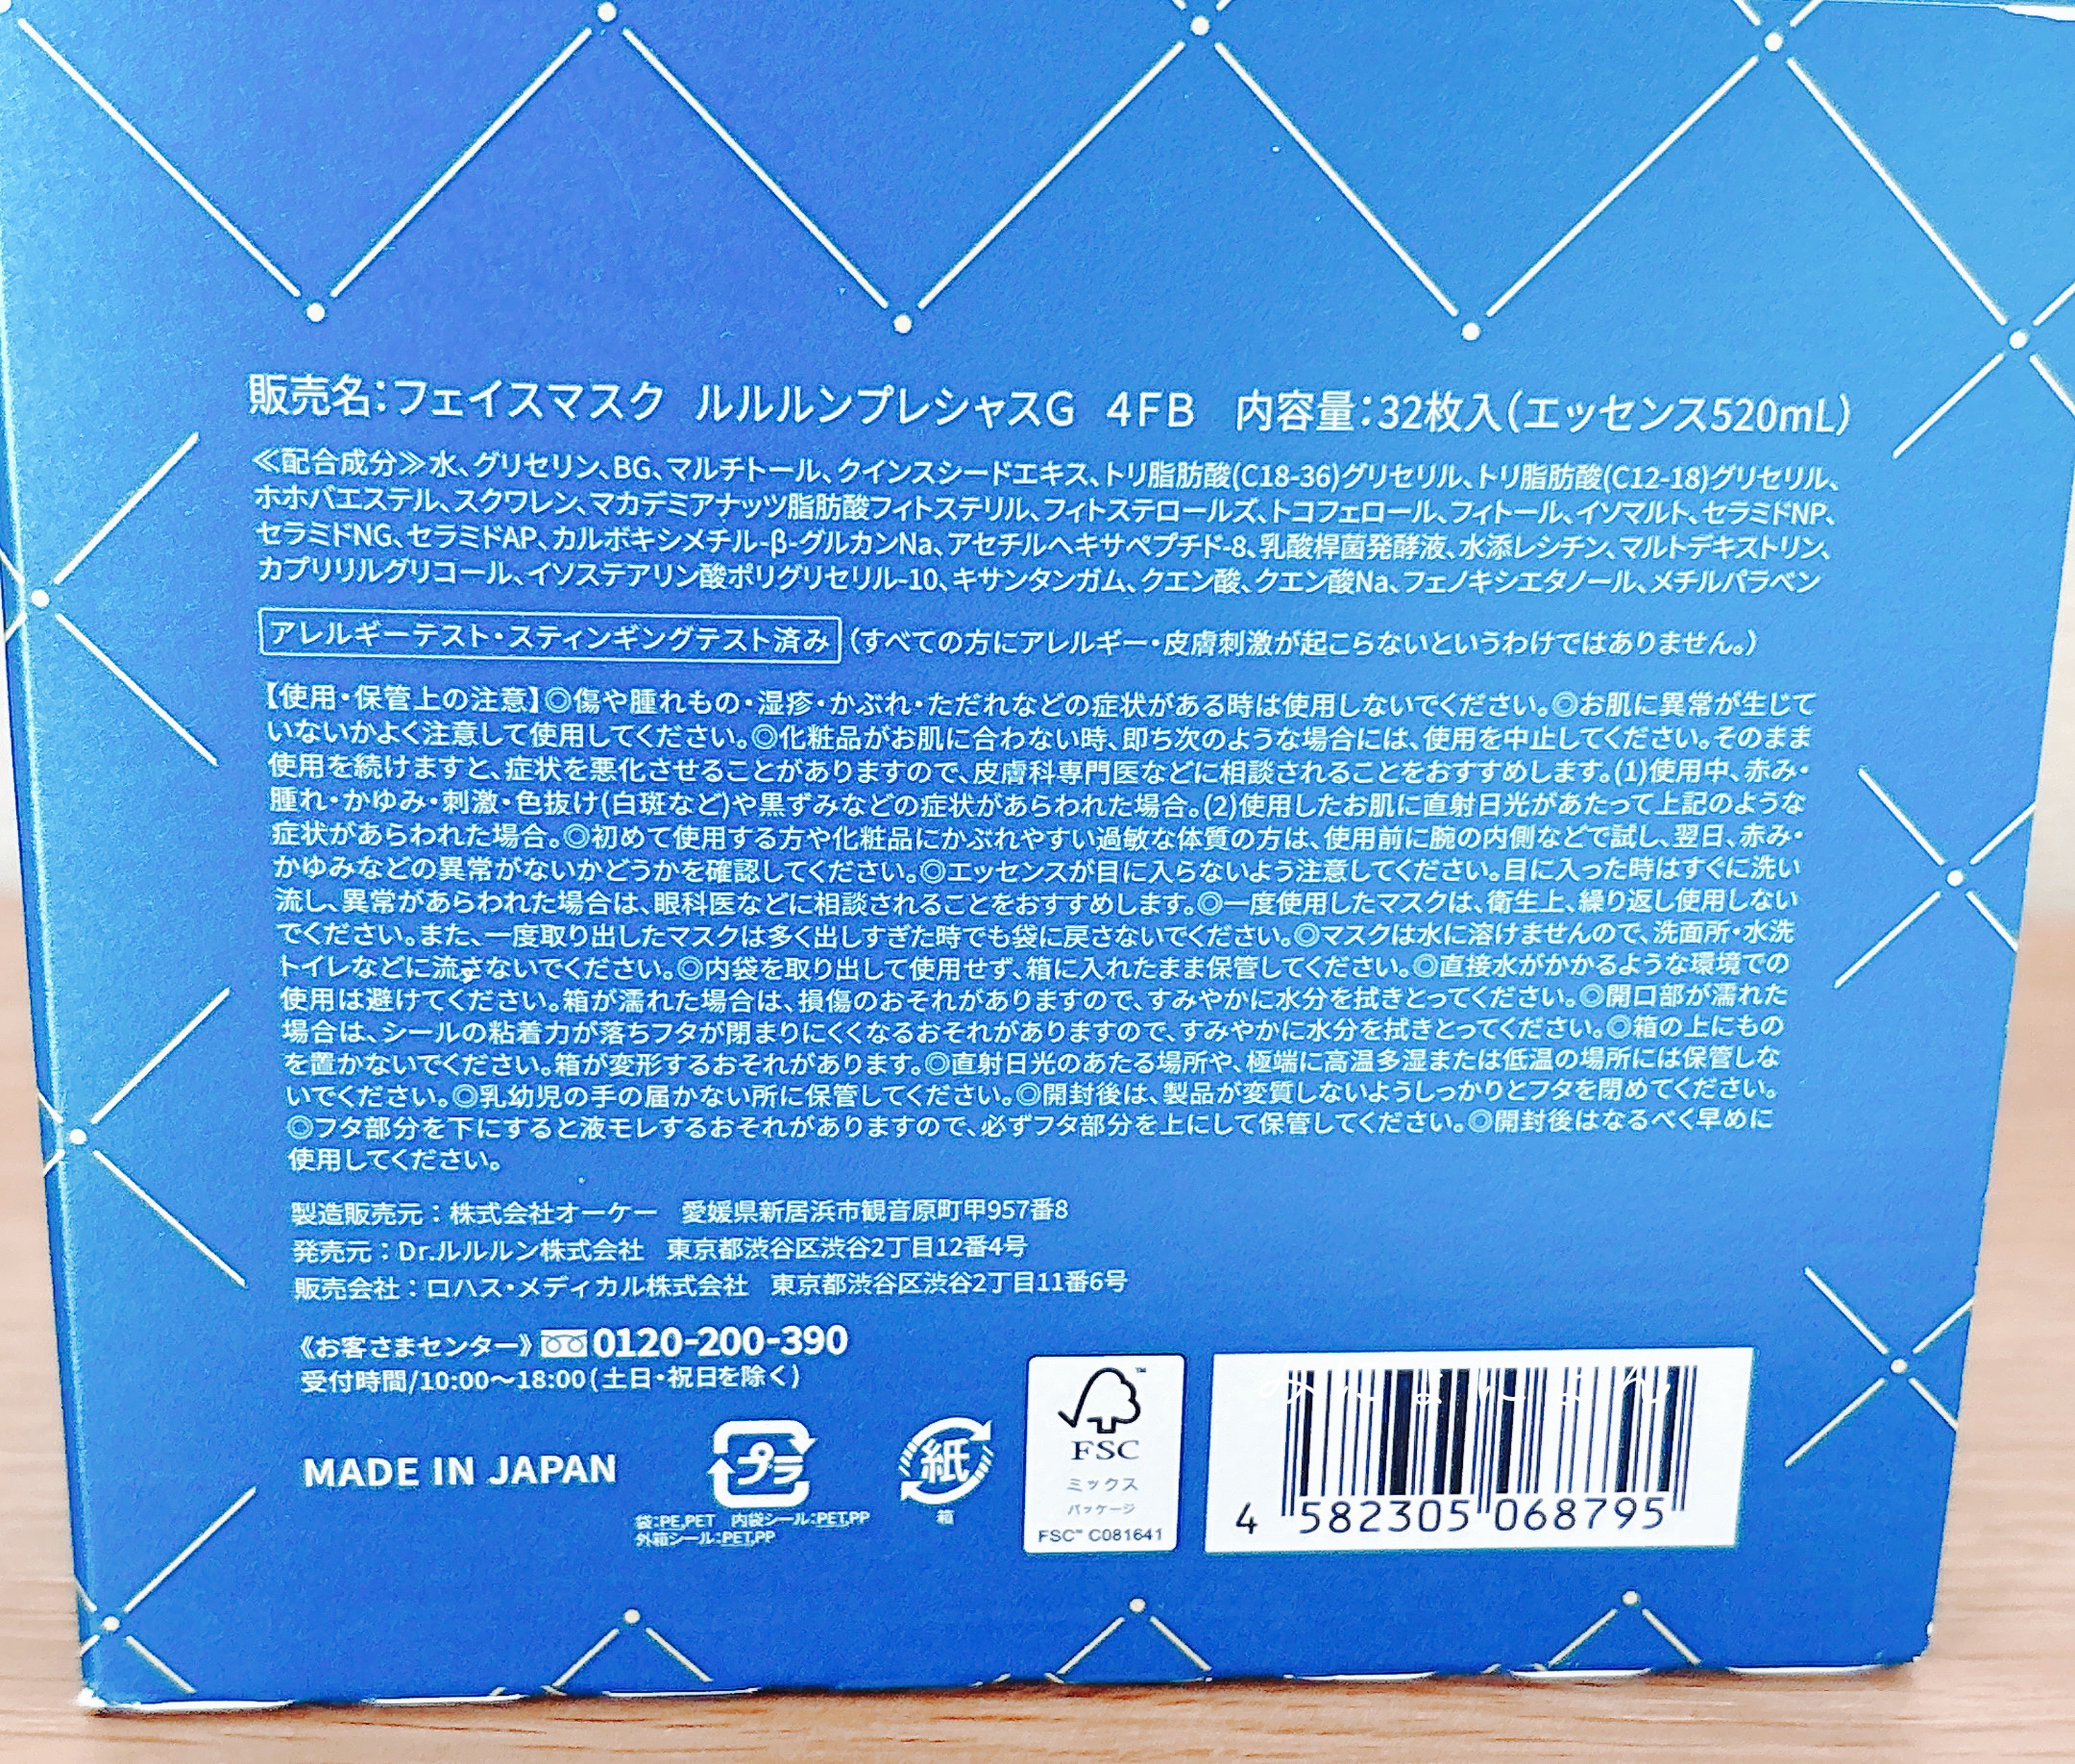 販売名：フェイスマスク ルルルンプレシャスG 4FB 内容量：32枚入（エッセンス520mL）
≪配合成分≫水、グリセリン、BG、マルチトール、クインスシードエキス、トリ脂肪酸(C18-36)グリセリル、トリ脂肪酸(C12-18)グリセリル、
ホホバエステル、スクワレン、マカデミアナッツ脂肪酸フィトステリル、フィトステロールズ、トコフェロール、フィトール、イソマルト、セラミドNP、
セラミドNG、セラミドAP、カルボキシメチル-β-グルカンNa、アセチルヘキサペプチド-8、乳酸桿菌発酵液、水添レシチン、マルトデキストリン、
カプリリルグリコール、イソステアリン酸ポリグリセリル-10、キサンタンガム、クエン酸、クエン酸Na、フェノキシエタノール、メチルパラベン
アレルギーテスト・スティンギングテスト済み（すべての方にアレルギー・皮膚刺激が起こらないというわけではありません。）
【使用・保管上の注意】◎傷や腫れもの・湿疹・かぶれ・ただれなどの症状がある時は使用しないでください。◎お肌に異常が生じて
いないかよく注意して使用してください。◎化粧品がお肌に合わない時、即ち次のような場合には、使用を中止してください。そのまま
使用を続けますと、症状を悪化させることがありますので、皮膚科専門医などに相談されることをおすすめします。(1)使用中、赤み・
腫れ・かゆみ・刺激・色抜け(白斑など)や黒ずみなどの症状があらわれた場合。(2)使用したお肌に直射日光があたって上記のような
症状があらわれた場合。◎初めて使用する方や化粧品にかぶれやすい過敏な体質の方は、使用前に腕の内側などで試し、翌日、赤み・
かゆみなどの異常がないかどうかを確認してください。◎エッセンスが目に入らないよう注意してください。目に入った時はすぐに洗い
流し、異常があらわれた場合は、眼科医などに相談されることをおすすめします。◎一度使用したマスクは、衛生上、繰り返し使用しない
でください。また、一度取り出したマスクは多く出しすぎた時でも袋に戻さないでください。◎マスクは水に溶けませんので、洗面所・水洗
トイレなどに流さないでください。◎内袋を取り出して使用せず、箱に入れたまま保管してください。◎直接水がかかるような環境での
使用は避けてください。箱が濡れた場合は、損傷のおそれがありますので、すみやかに水分を拭きとってください。◎開口部が濡れた
場合は、シールの粘着力が落ちフタが閉まりにくくなるおそれがありますので、すみやかに水分を拭きとってください。◎箱の上にもの
を置かないでください。箱が変形するおそれがあります。◎直射日光のあたる場所や、極端に高温多湿または低温の場所には保管しな
いでください。◎乳幼児の手の届かない所に保管してください。◎開封後は、製品が変質しないようしっかりとフタを閉めてください。
◎フタ部分を下にすると液モレするおそれがありますので、必ずフタ部分を上にして保管してください。◎開封後はなるべく早めに
使用してください。
製造販売元：株式会社オーケー 愛媛県新居浜市観音原町甲957番8
発売元：Dr.ルルルン株式会社 東京都渋谷区渋谷2丁目12番4号
販売会社：ロハス・メディカル株式会社 東京都渋谷区渋谷2丁目11番6号
《お客さまセンター》0120-200-390
受付時間/10:00～18:00(土日・祝日を除く)
MADE IN JAPAN
プラ
袋：PE,PET 内袋シール：PET,PP
外箱シール：PET,PP
紙
箱
FSC™
ミックス
パッケージ
FSC™ C081641
4 582305 068795